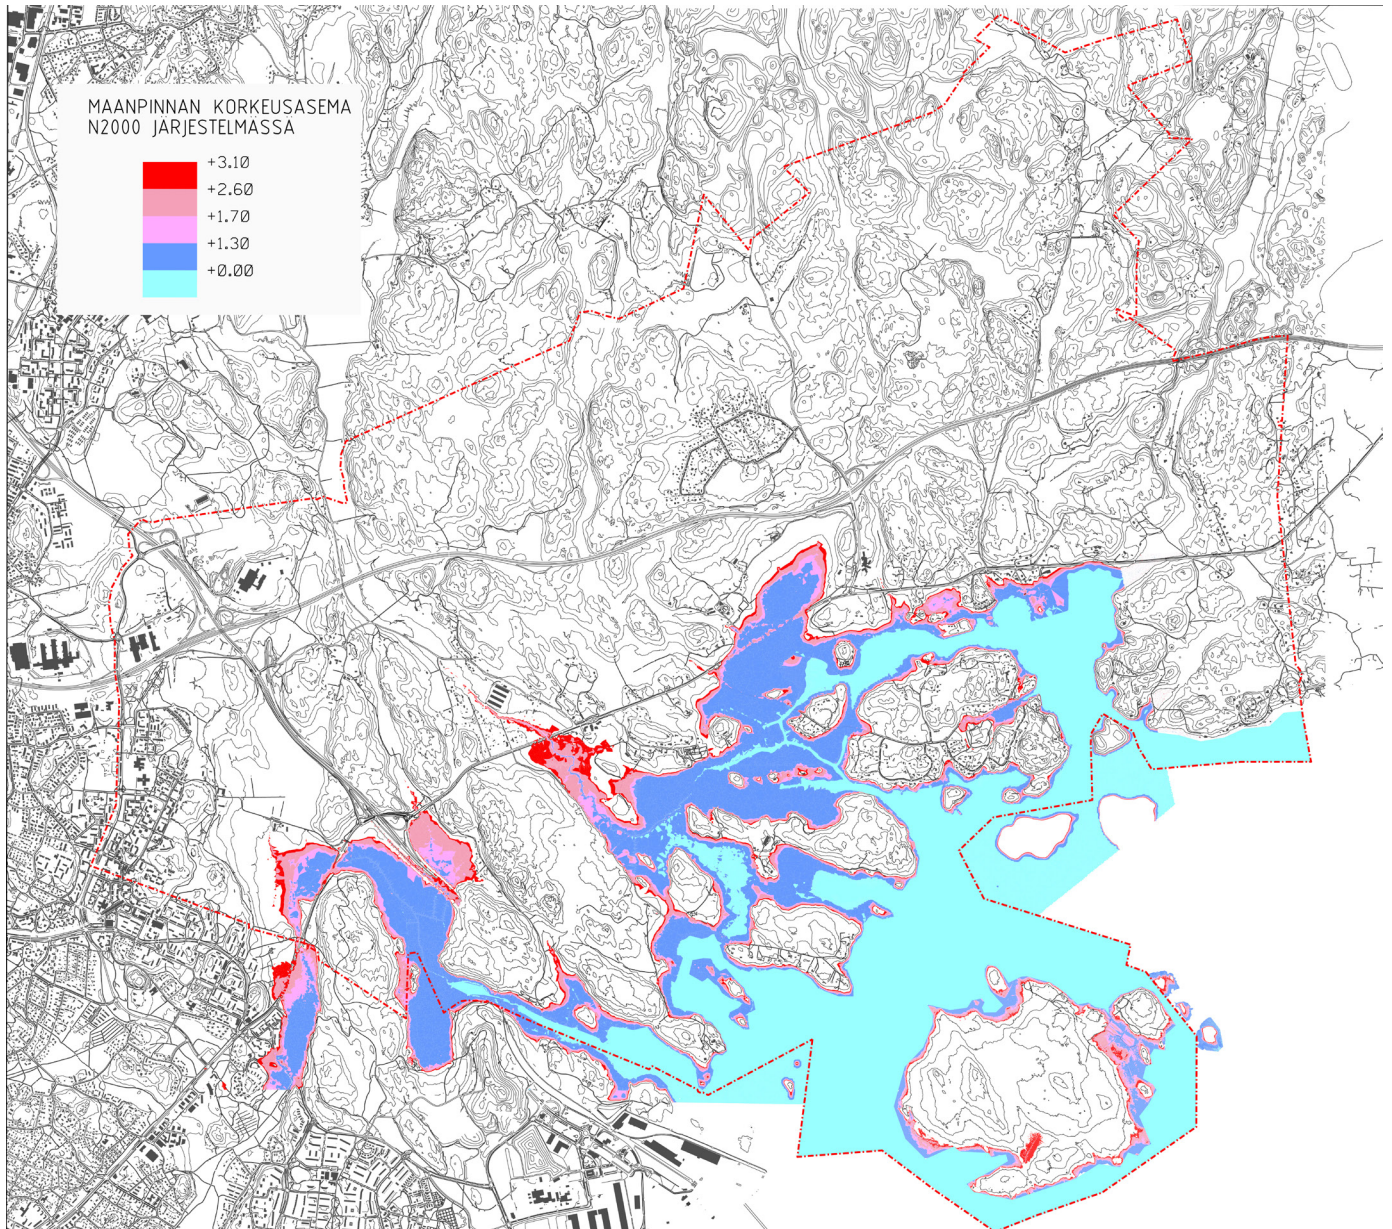 MAANPINNAN KORKEUSASEMA
N2000 JÄRJESTELMÄSSÄ
+3.10
+2.60
+1.70
+1.30
+0.00